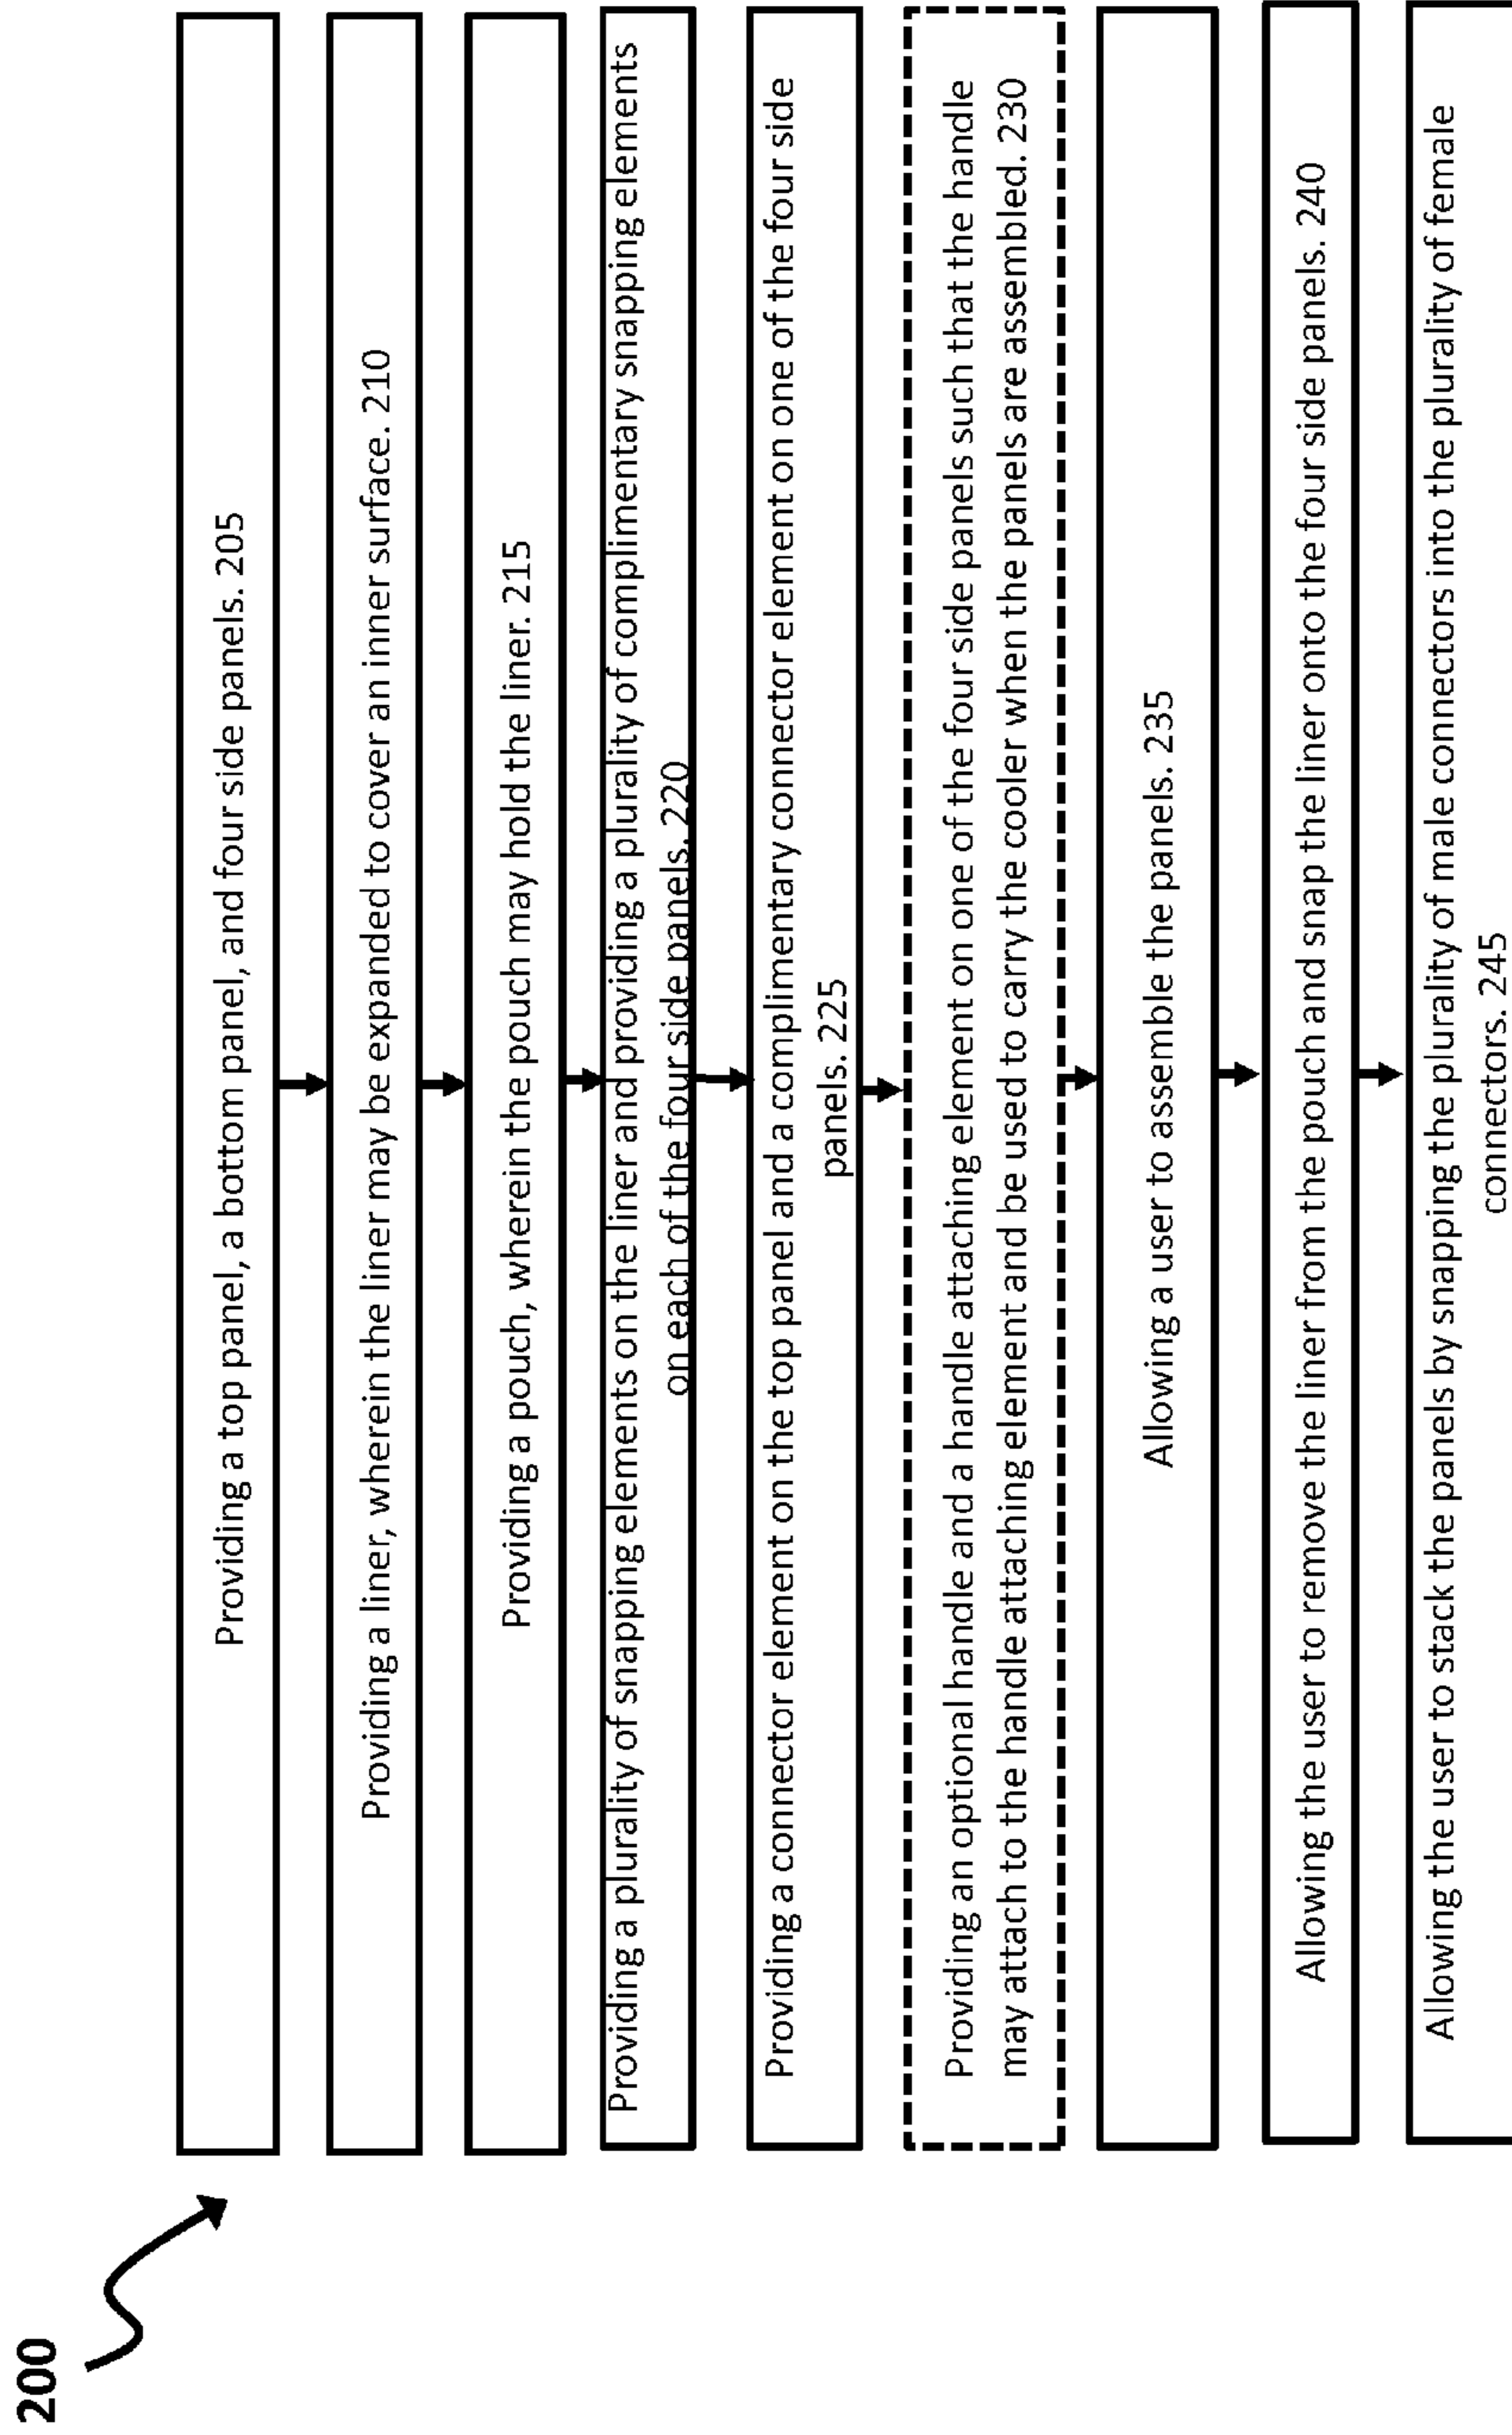 200
Providing a top panel, a bottom panel, and four side panels. 205
Providing a liner, wherein the liner may be expanded to cover an inner surface. 210
Providing a pouch, wherein the pouch may hold the liner. 215
Providing a plurality of snapping elements on the liner and providing a plurality of complimentary snapping elements
on each of the four side panels. 220
Providing a connector element on the top panel and a complimentary connector element on one of the four side
panels. 225
Providing an optional handle and a handle attaching element on one of the four side panels such that the handle
may attach to the handle attaching element and be used to carry the cooler when the panels are assembled. 230
Allowing a user to assemble the panels. 235
Allowing the user to remove the liner from the pouch and snap the liner onto the four side panels. 240
Allowing the user to stack the panels by snapping the plurality of male connectors into the plurality of female
connectors. 245